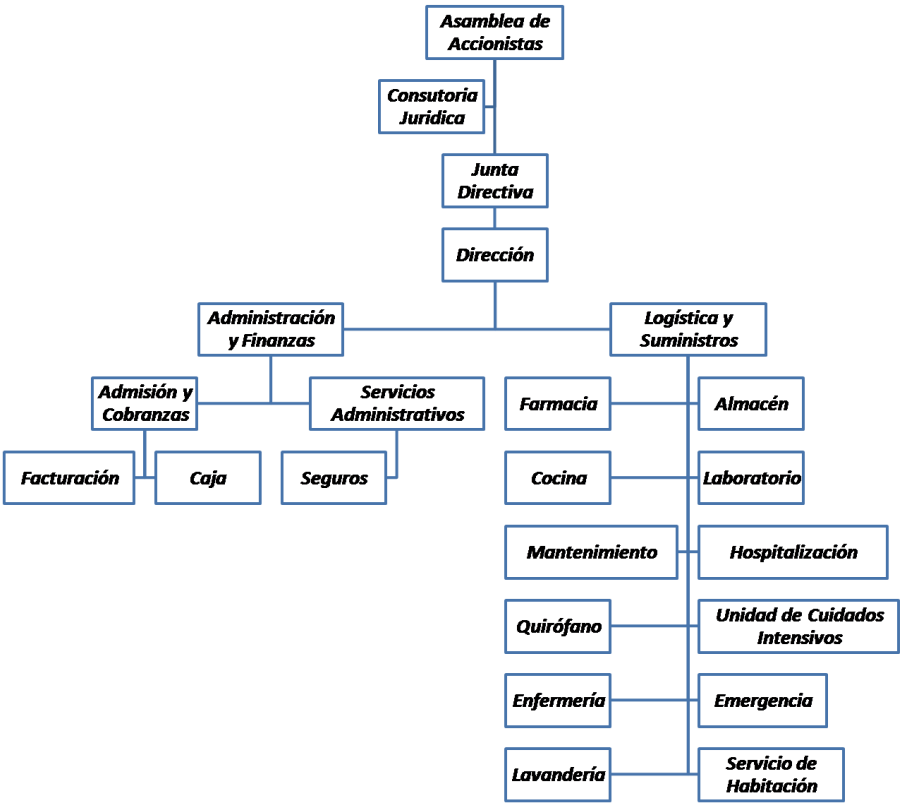 Asamblea de
Accionistas
Consutoria
Juridica
Junta
Directiva
Dirección
Administración
y Finanzas
Logística y
Suministros
Admisión y
Cobranzas
Servicios
Administrativos
Farmacia
Almacén
Facturación
Caja
Seguros
Cocina
Laboratorio
Mantenimiento
Hospitalización
Quirófano
Unidad de Cuidados
Intensivos
Enfermería
Emergencia
Lavandería
Servicio de
Habitación